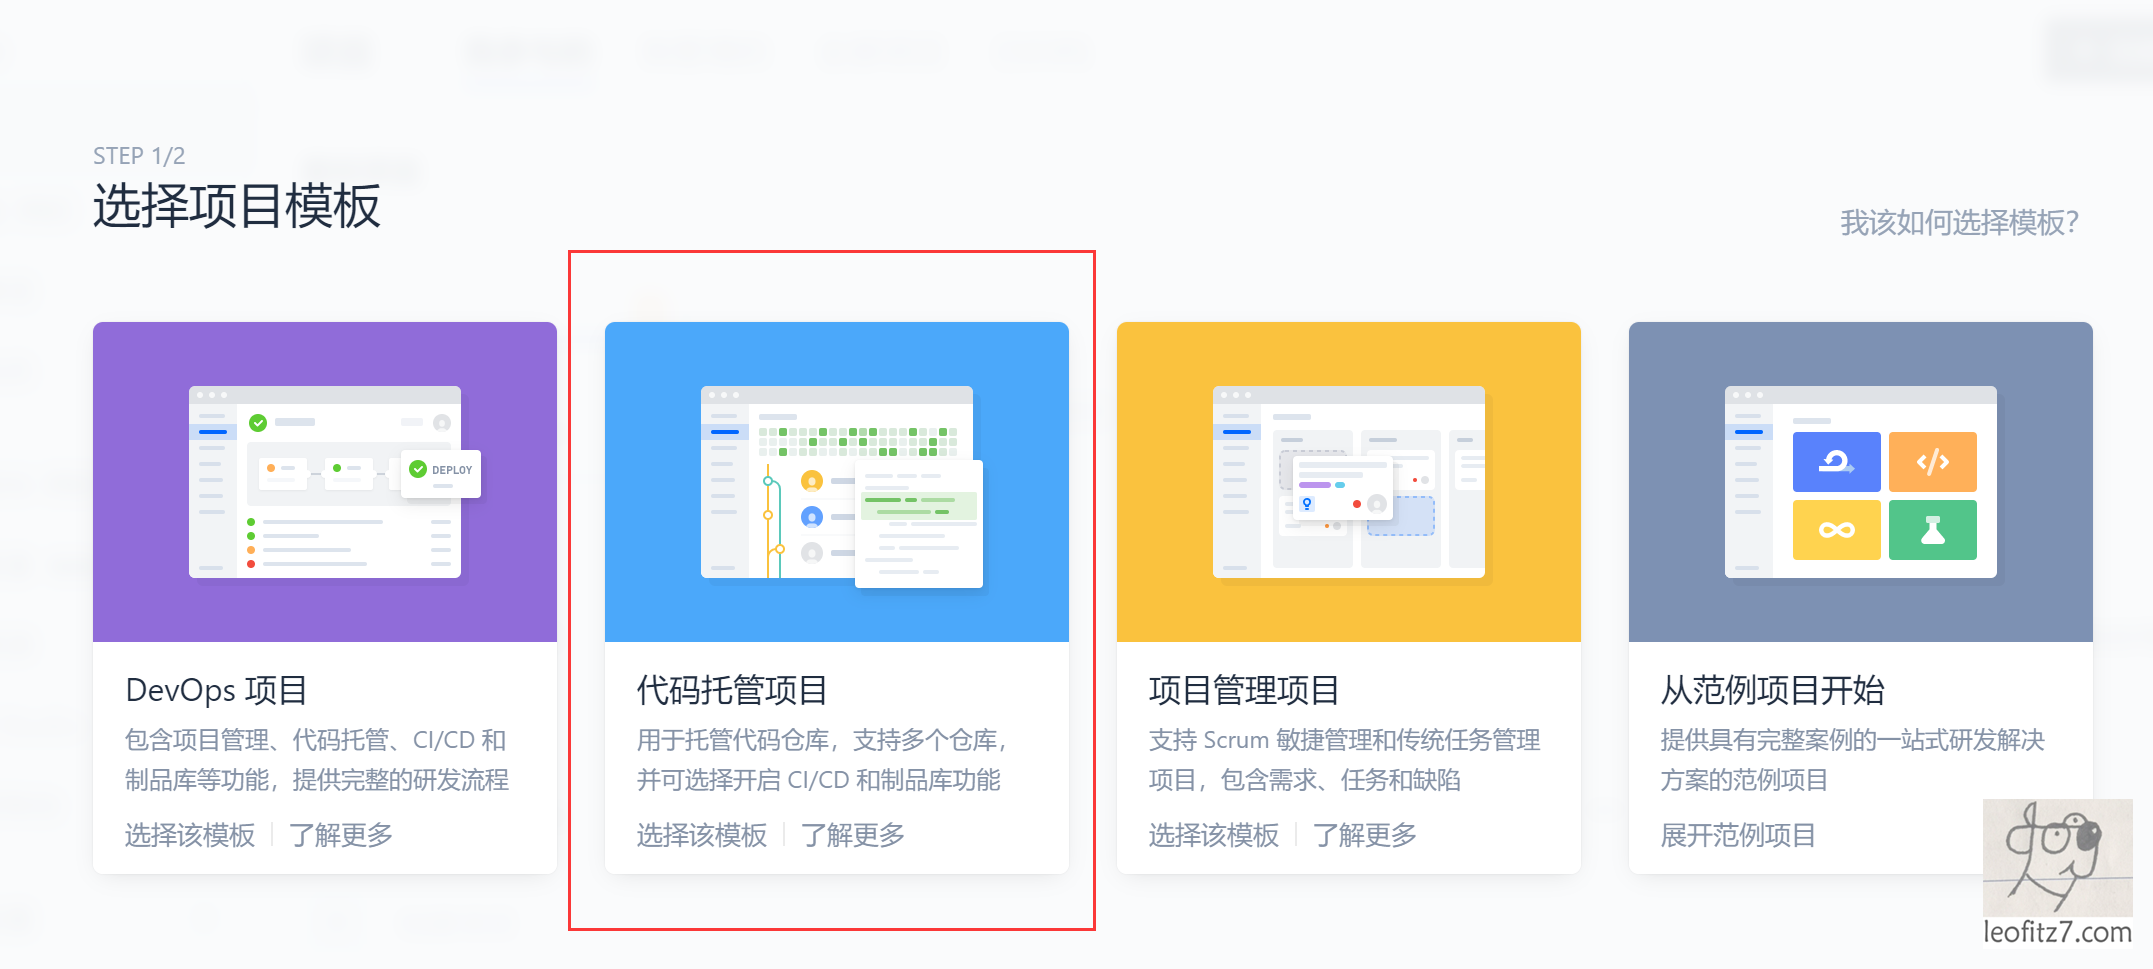 STEP 1/2
选择项目模板
我该如何选择模板?
DEPLOY
DevOps 项目
包含项目管理、代码托管、CI/CD 和
制品库等功能，提供完整的研发流程
选择该模板 | 了解更多
代码托管项目
用于托管代码仓库，支持多个仓库，
并可选择开启 CI/CD 和制品库功能
选择该模板 | 了解更多
项目管理项目
支持 Scrum 敏捷管理和传统任务管理
项目，包含需求、任务和缺陷
选择该模板 | 了解更多
从范例项目开始
提供具有完整案例的一站式研发解决
方案的范例项目
展开范例项目
leofitz7.com